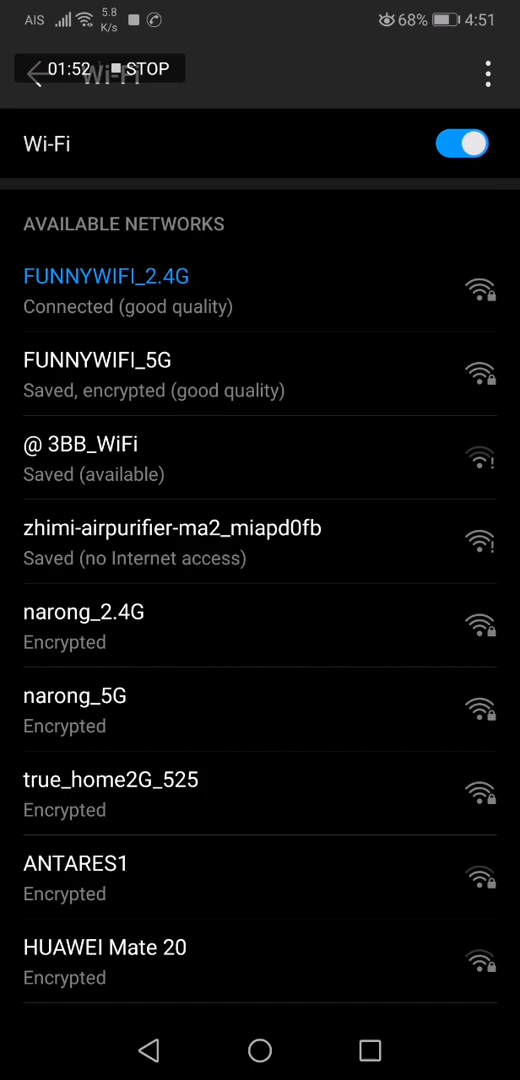 AIS 5.8 K/s 68% 4:51
01:52 STOP
Wi-Fi
Wi-Fi
AVAILABLE NETWORKS
FUNNYWIFI_2.4G
Connected (good quality)
FUNNYWIFI_5G
Saved, encrypted (good quality)
@ 3BB_WiFi
Saved (available)
zhimi-airpurifier-ma2_miapd0fb
Saved (no Internet access)
narong_2.4G
Encrypted
narong_5G
Encrypted
true_home2G_525
Encrypted
ANTARES1
Encrypted
HUAWEI Mate 20
Encrypted